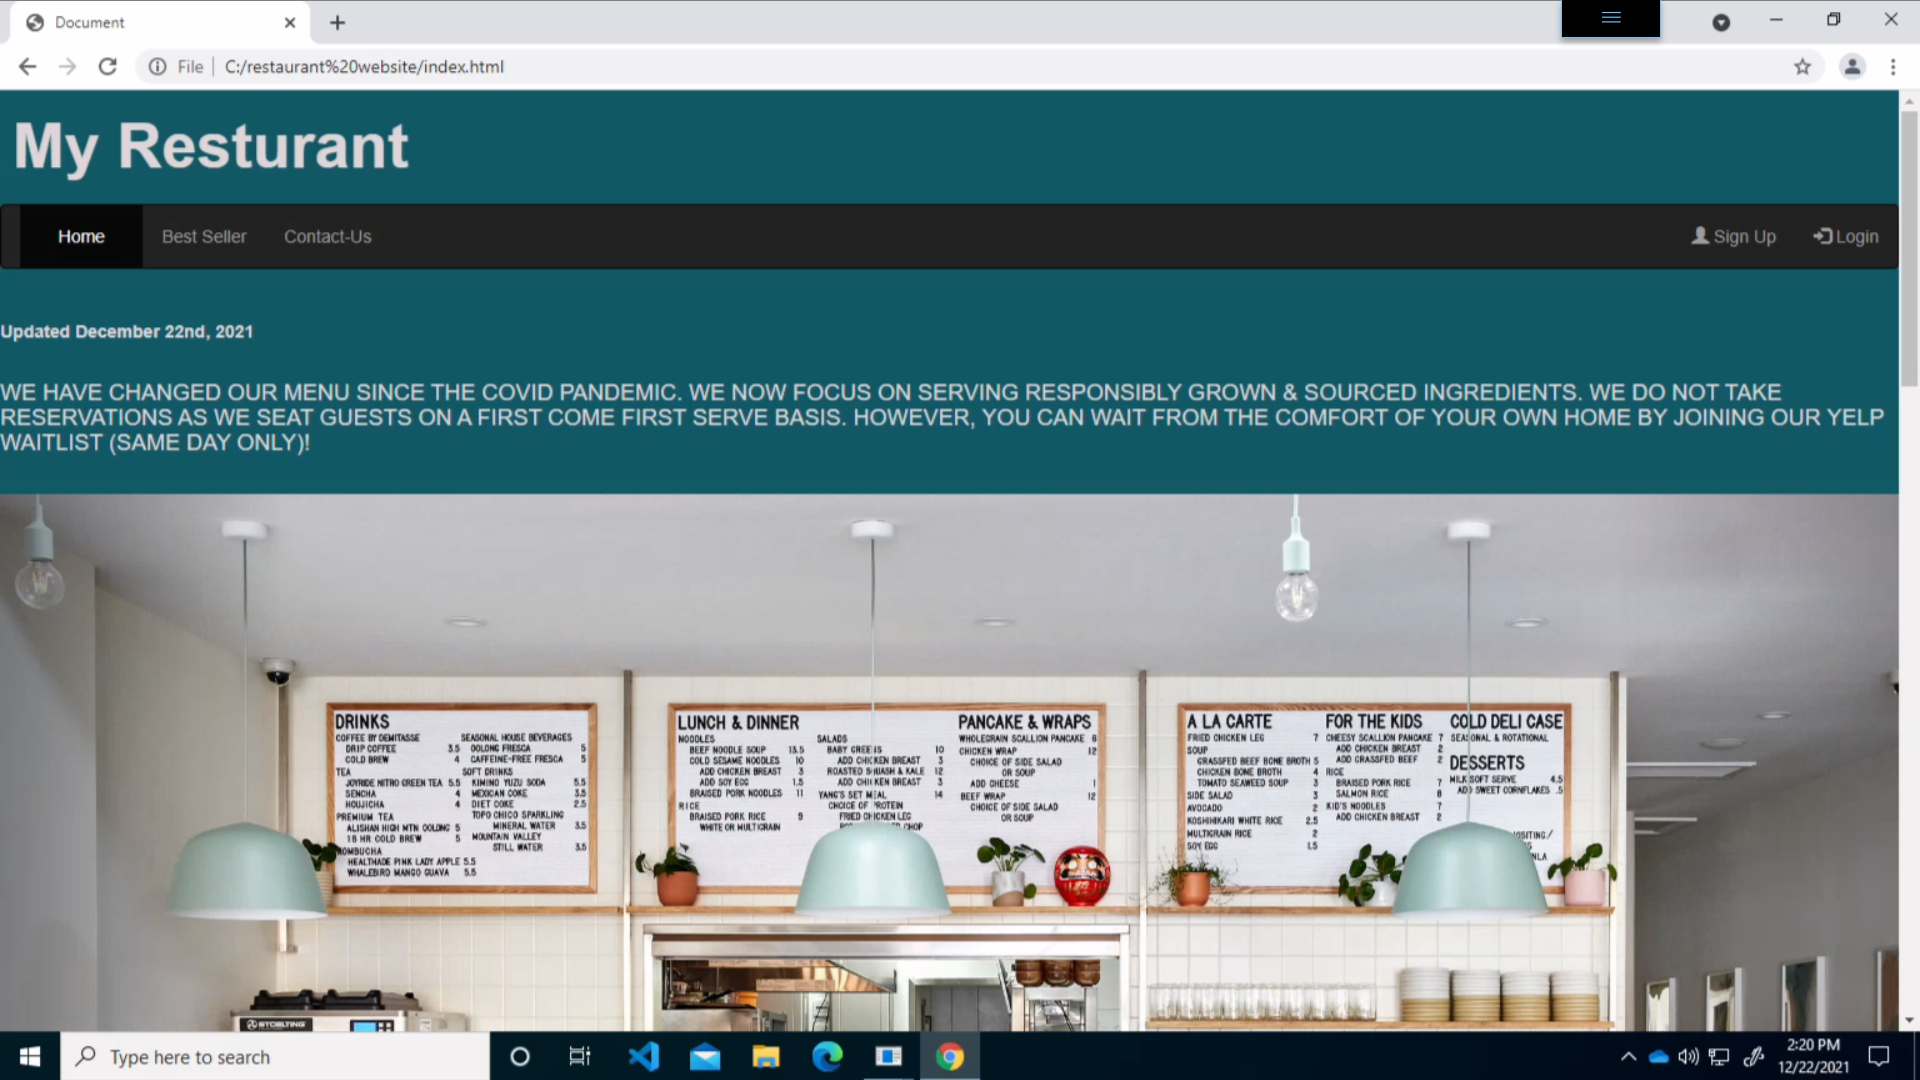 Document
File
C:/restaurant%20website/index.html
My Resturant
Home
Best Seller
Contact-Us
Sign Up
Login
Updated December 22nd, 2021
WE HAVE CHANGED OUR MENU SINCE THE COVID PANDEMIC. WE NOW FOCUS ON SERVING RESPONSIBLY GROWN & SOURCED INGREDIENTS. WE DO NOT TAKE
RESERVATIONS AS WE SEAT GUESTS ON A FIRST COME FIRST SERVE BASIS. HOWEVER, YOU CAN WAIT FROM THE COMFORT OF YOUR OWN HOME BY JOINING OUR YELP
WAITLIST (SAME DAY ONLY)!
DRINKS
COFFEE BY DEMITASSE
DRIP COFFEE 3.5
COLD BREW 4
TEA
JOYRIDE NITRO GREEN TEA 5.5
SENCHA 4
HOUJICHA 4
PREMIUM TEA
ALISHAN HIGH MTN OOLONG 5
18 HR COLD BREW 5
KOMBUCHA
HEALTHADE PINK LADY APPLE 5.5
WHALEBIRD MANGO GUAVA 5.5
SEASONAL HOUSE BEVERAGES
OOLONG FRESCA 5
CAFFEINE-FREE FRESCA 5
SOFT DRINKS
KIMINO YUZU SODA 5.5
MEXICAN COKE 3.5
DIET COKE 2.5
TOPO CHICO SPARKLING
MINERAL WATER 3.5
MOUNTAIN VALLEY
STILL WATER 3.5
LUNCH & DINNER
NOODLES
BEEF NOODLE SOUP 13.5
COLD SESAME NOODLES 10
ADD CHICKEN BREAST 3
ADD SOY EGG 1.5
BRAISED PORK NOODLES 11
RICE
BRAISED PORK RICE 9
WHITE OR MULTIGRAIN
SALADS
BABY GREENS 10
ADD CHICKEN BREAST 3
ROASTED SQUASH & KALE 12
ADD CHICKEN BREAST 3
YANG'S SET MEAL 14
CHOICE OF PROTEIN
FRIED CHICKEN LEG
CHOP
PANCAKE & WRAPS
WHOLEGRAIN SCALLION PANCAKE 8
CHICKEN WRAP 12
CHOICE OF SIDE SALAD
OR SOUP
ADD CHEESE 1
BEEF WRAP 12
CHOICE OF SIDE SALAD
OR SOUP
A LA CARTE
FRIED CHICKEN LEG 7
SOUP
GRASSFED BEEF BONE BROTH 5
CHICKEN BONE BROTH 4
TOMATO SEAWEED SOUP 3
SIDE SALAD 3
AVOCADO 2
KOSHIHIKARI WHITE RICE 2.5
MULTIGRAIN RICE 2
SOY EGG 1.5
FOR THE KIDS
CHEESY SCALLION PANCAKE 7
ADD CHICKEN BREAST 2
ADD GRASSFED BEEF 2
RICE
BRAISED PORK RICE 7
SALMON RICE 8
KID'S NOODLES 7
ADD CHICKEN BREAST 2
COLD DELI CASE
SEASONAL & ROTATIONAL
DESSERTS
MILK SOFT SERVE 4.5
ADD SWEET CORNFLAKES .5
STOELTING
Type here to search
2:20 PM
12/22/2021